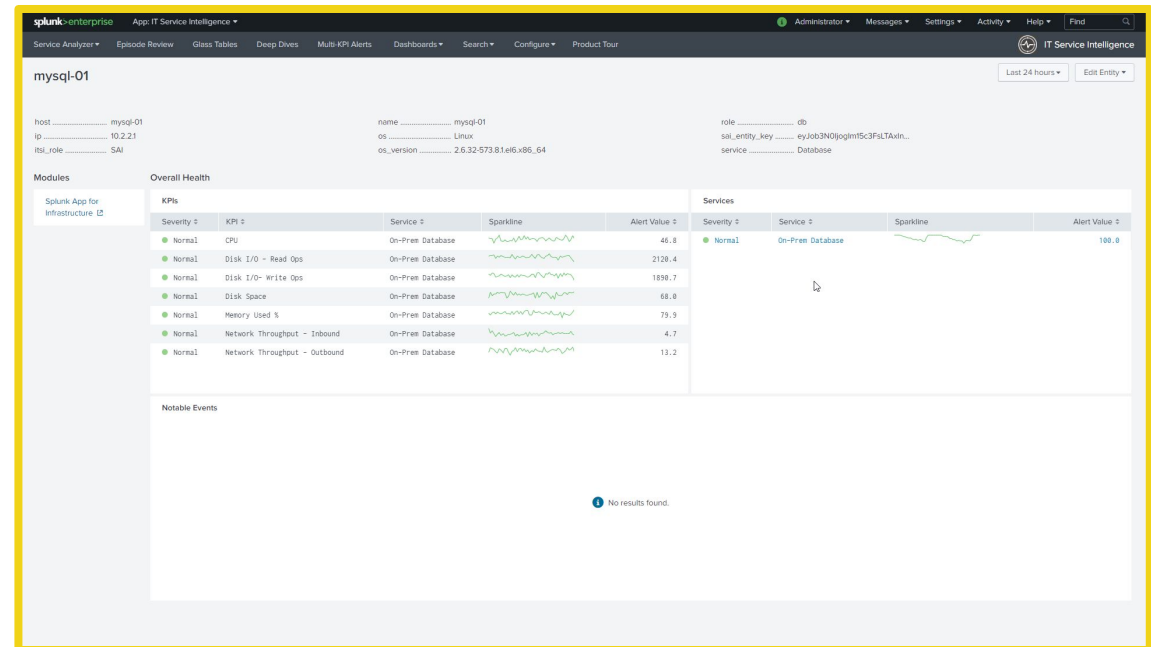 splunk>enterprise App: IT Service Intelligence ▾ i Administrator ▾ Messages ▾ Settings ▾ Activity ▾ Help ▾ Find
Service Analyzer ▾ Episode Review Glass Tables Deep Dives Multi-KPI Alerts Dashboards ▾ Search ▾ Configure ▾ Product Tour IT Service Intelligence
mysql-01 Last 24 hours ▾ Edit Entity ▾
host ........................... mysql-01 name ......................... mysql-01 role ............................ db
ip ................................ 10.2.2.1 os ............................... Linux sai_entity_key ......... eyJob3N0IjogIm15c3FsLTAxIn...
itsi_role ..................... SAI os_version ................ 2.6.32-573.8.1.el6.x86_64 service ...................... Database
Modules Overall Health
Splunk App for Infrastructure
KPIs
Severity KPI Service Sparkline Alert Value
Normal CPU On-Prem Database 46.8
Normal Disk I/O - Read Ops On-Prem Database 2120.4
Normal Disk I/O- Write Ops On-Prem Database 1890.7
Normal Disk Space On-Prem Database 68.0
Normal Memory Used % On-Prem Database 79.9
Normal Network Throughput - Inbound On-Prem Database 4.7
Normal Network Throughput - Outbound On-Prem Database 13.2
Services
Severity Service Sparkline Alert Value
Normal On-Prem Database 100.0
Notable Events
i No results found.